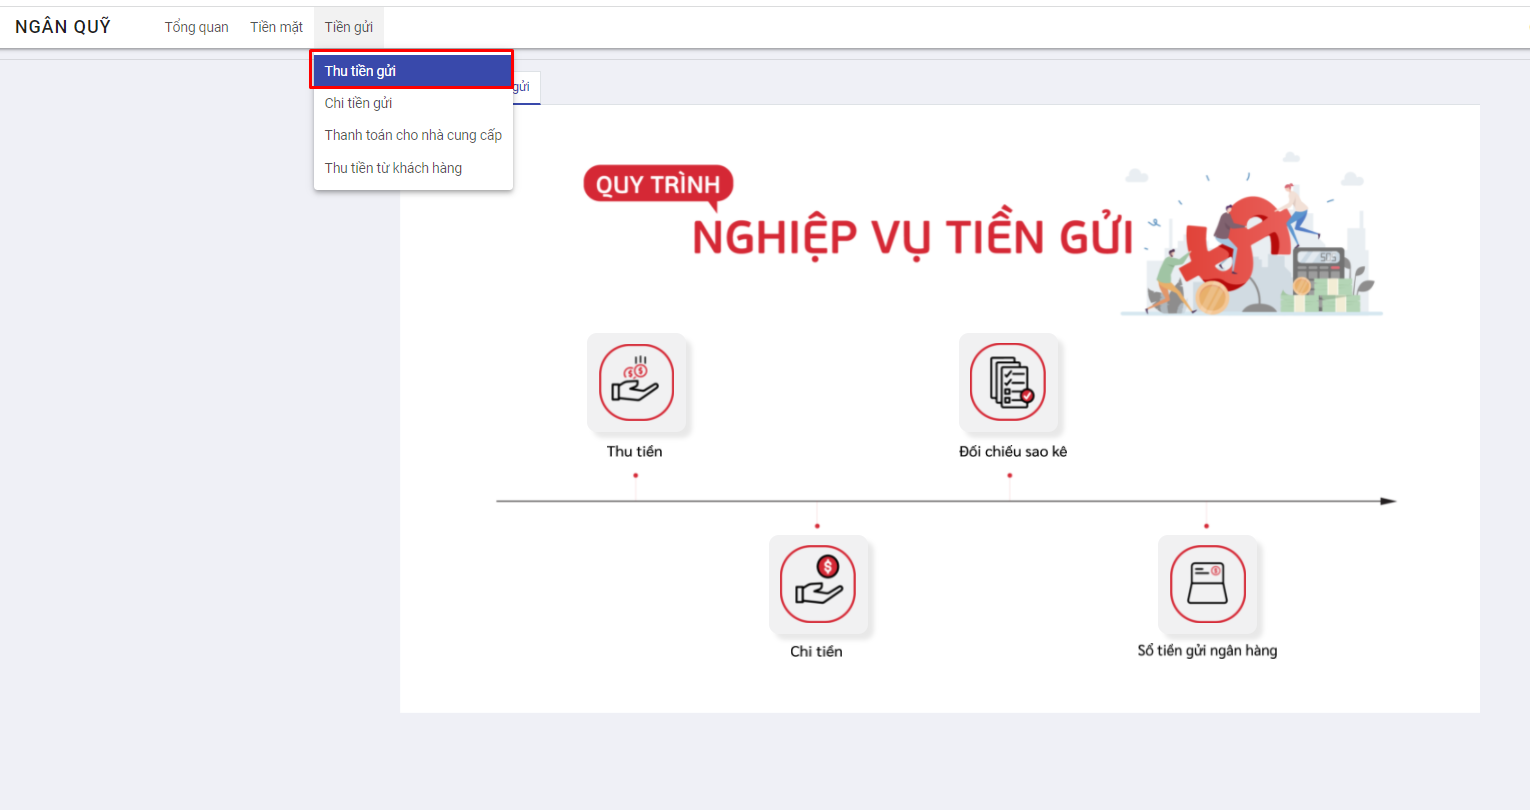 NGÂN QUỸ
Tổng quan
Tiền mặt
Tiền gửi
Thu tiền gửi
gửi
Chi tiền gửi
Thanh toán cho nhà cung cấp
Thu tiền từ khách hàng
QUY TRÌNH
NGHIỆP VỤ TIỀN GỬI
Thu tiền
Đối chiếu sao kê
Chi tiền
Sổ tiền gửi ngân hàng